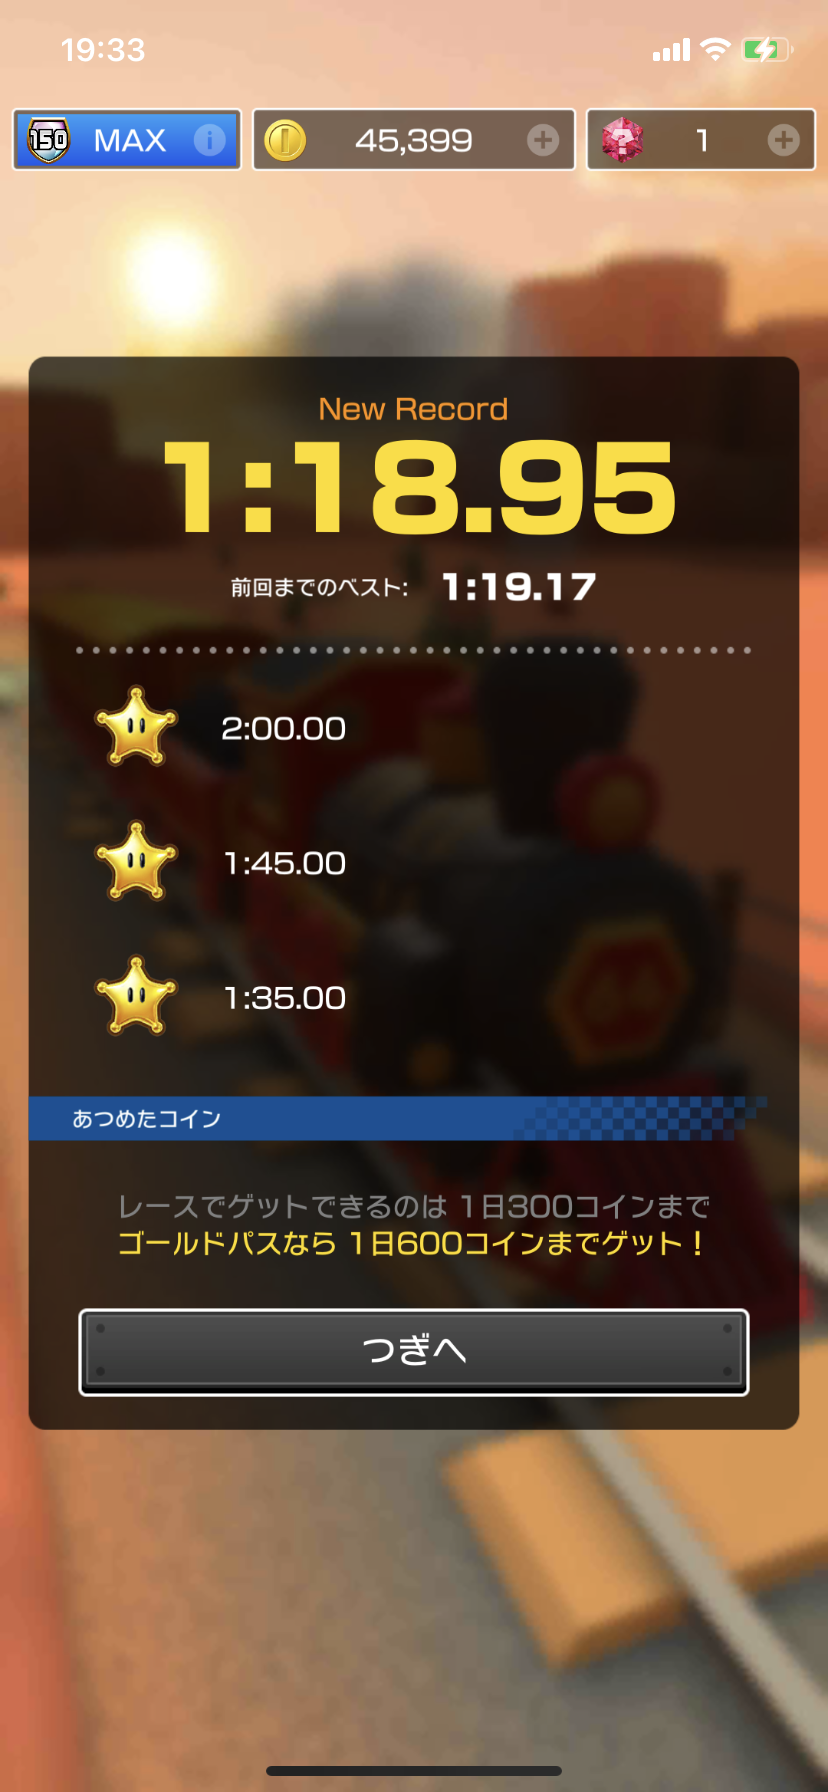 19:33
150 MAX i 45,399 + ? 1 +
New Record
1:18.95
前回までのベスト: 1:19.17
2:00.00
1:45.00
1:35.00
あつめたコイン
レースでゲットできるのは 1日300コインまで
ゴールドパスなら 1日600コインまでゲット！
つぎへ